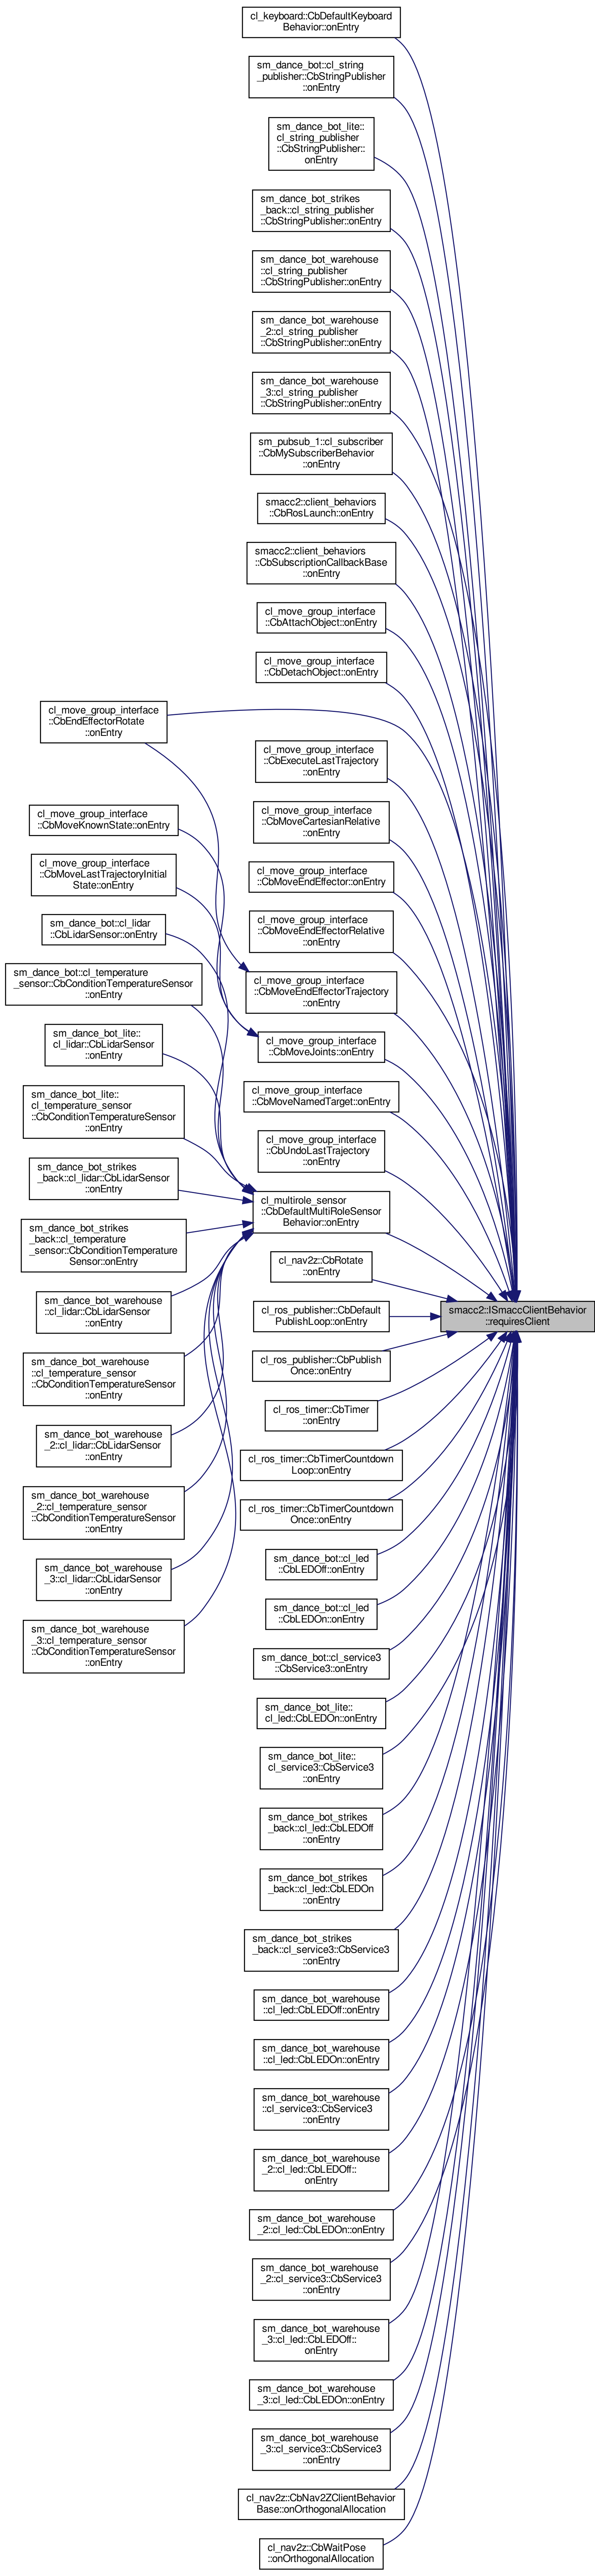 cl_keyboard::CbDefaultKeyboard
Behavior::onEntry
sm_dance_bot::cl_string
_publisher::CbStringPublisher
::onEntry
sm_dance_bot_lite::
cl_string_publisher
::CbStringPublisher::
onEntry
sm_dance_bot_strikes
_back::cl_string_publisher
::CbStringPublisher::onEntry
sm_dance_bot_warehouse
::cl_string_publisher
::CbStringPublisher::onEntry
sm_dance_bot_warehouse
_2::cl_string_publisher
::CbStringPublisher::onEntry
sm_dance_bot_warehouse
_3::cl_string_publisher
::CbStringPublisher::onEntry
sm_pubsub_1::cl_subscriber
::CbMySubscriberBehavior
::onEntry
smacc2::client_behaviors
::CbRosLaunch::onEntry
smacc2::client_behaviors
::CbSubscriptionCallbackBase
::onEntry
cl_move_group_interface
::CbAttachObject::onEntry
cl_move_group_interface
::CbDetachObject::onEntry
cl_move_group_interface
::CbEndEffectorRotate
::onEntry
cl_move_group_interface
::CbExecuteLastTrajectory
::onEntry
cl_move_group_interface
::CbMoveCartesianRelative
::onEntry
cl_move_group_interface
::CbMoveKnownState::onEntry
cl_move_group_interface
::CbMoveLastTrajectoryInitial
State::onEntry
cl_move_group_interface
::CbMoveEndEffector::onEntry
cl_move_group_interface
::CbMoveEndEffectorRelative
::onEntry
sm_dance_bot::cl_lidar
::CbLidarSensor::onEntry
sm_dance_bot::cl_temperature
_sensor::CbConditionTemperatureSensor
::onEntry
cl_move_group_interface
::CbMoveEndEffectorTrajectory
::onEntry
sm_dance_bot_lite::
cl_lidar::CbLidarSensor
::onEntry
cl_move_group_interface
::CbMoveJoints::onEntry
sm_dance_bot_lite::
cl_temperature_sensor
::CbConditionTemperatureSensor
::onEntry
cl_move_group_interface
::CbMoveNamedTarget::onEntry
cl_move_group_interface
::CbUndoLastTrajectory
::onEntry
sm_dance_bot_strikes
_back::cl_lidar::CbLidarSensor
::onEntry
cl_multirole_sensor
::CbDefaultMultiRoleSensor
Behavior::onEntry
sm_dance_bot_strikes
_back::cl_temperature
_sensor::CbConditionTemperature
Sensor::onEntry
cl_nav2z::CbRotate
::onEntry
sm_dance_bot_warehouse
::cl_lidar::CbLidarSensor
::onEntry
cl_ros_publisher::CbDefault
PublishLoop::onEntry
smacc2::ISmaccClientBehavior
::requiresClient
sm_dance_bot_warehouse
::cl_temperature_sensor
::CbConditionTemperatureSensor
::onEntry
cl_ros_publisher::CbPublish
Once::onEntry
cl_ros_timer::CbTimer
::onEntry
sm_dance_bot_warehouse
_2::cl_lidar::CbLidarSensor
::onEntry
cl_ros_timer::CbTimerCountdown
Loop::onEntry
sm_dance_bot_warehouse
_2::cl_temperature_sensor
::CbConditionTemperatureSensor
::onEntry
cl_ros_timer::CbTimerCountdown
Once::onEntry
sm_dance_bot_warehouse
_3::cl_lidar::CbLidarSensor
::onEntry
sm_dance_bot::cl_led
::CbLEDOff::onEntry
sm_dance_bot_warehouse
_3::cl_temperature_sensor
::CbConditionTemperatureSensor
::onEntry
sm_dance_bot::cl_led
::CbLEDOn::onEntry
sm_dance_bot::cl_service3
::CbService3::onEntry
sm_dance_bot_lite::
cl_led::CbLEDOn::onEntry
sm_dance_bot_lite::
cl_service3::CbService3
::onEntry
sm_dance_bot_strikes
_back::cl_led::CbLEDOff
::onEntry
sm_dance_bot_strikes
_back::cl_led::CbLEDOn
::onEntry
sm_dance_bot_strikes
_back::cl_service3::CbService3
::onEntry
sm_dance_bot_warehouse
::cl_led::CbLEDOff::onEntry
sm_dance_bot_warehouse
::cl_led::CbLEDOn::onEntry
sm_dance_bot_warehouse
::cl_service3::CbService3
::onEntry
sm_dance_bot_warehouse
_2::cl_led::CbLEDOff::
onEntry
sm_dance_bot_warehouse
_2::cl_led::CbLEDOn::onEntry
sm_dance_bot_warehouse
_2::cl_service3::CbService3
::onEntry
sm_dance_bot_warehouse
_3::cl_led::CbLEDOff::
onEntry
sm_dance_bot_warehouse
_3::cl_led::CbLEDOn::onEntry
sm_dance_bot_warehouse
_3::cl_service3::CbService3
::onEntry
cl_nav2z::CbNav2ZClientBehavior
Base::onOrthogonalAllocation
cl_nav2z::CbWaitPose
::onOrthogonalAllocation